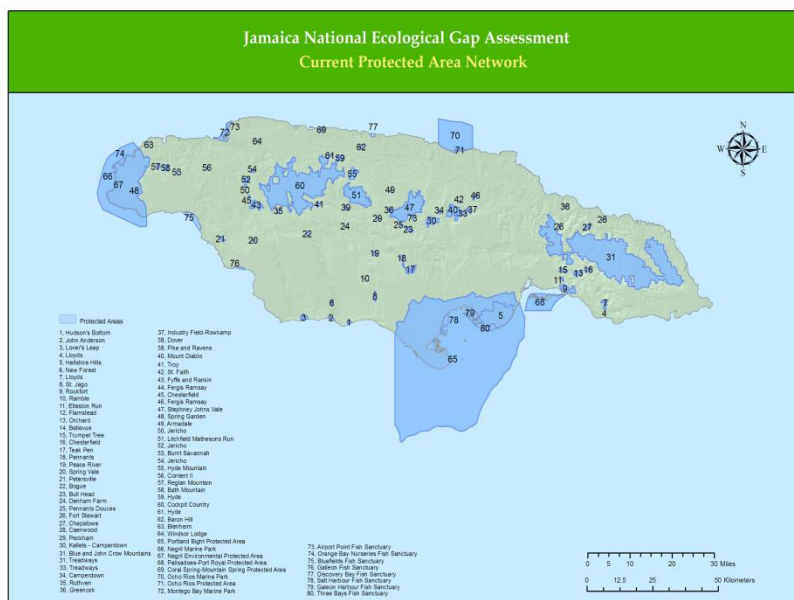 Jamaica National Ecological Gap Assessment
Current Protected Area Network
N
W
E
S
Protected Areas
1, Hudson's Bottom
2, John Anderson
3, Lover's Leep
4, Lloyds
5, Hellshire Hills
6, New Forest
7, Lloyds
8, St. Jago
9, Rockfort
10, Ramble
11, Elleston Run
12, Flamstead
13, Orchard
14, Bellevue
15, Trumpet Tree
16, Chesterfield
17, Teak Pen
18, Pennants
19, Peace River
20, Spring Vale
21, Petersville
22, Bogue
23, Bull Head
24, Denham Farm
25, Pennants Douces
26, Fort Stewart
27, Chepstowe
28, Caenwood
29, Peckham
30, Kellets - Camperdown
31, Blue and John Crow Mountains
31, Treadways
33, Treadways
34, Camperdown
35, Ruthven
36, Greenock
37, Industry Field-Rowkamp
38, Dover
39, Pike and Ravens
40, Mount Diablo
41, Troy
42, St. Faith
43, Fyffe and Rankin
44, Fergis Ramsay
45, Chesterfield
46, Fergis Ramsay
47, Stephney Johns Vale
48, Spring Garden
49, Armadale
50, Jericho
51, Litchfield Mathesons Run
52, Jericho
53, Burnt Savannah
54, Jericho
55, Hyde Mountain
56, Content II
57, Reglan Mountain
58, Bath Mountain
59, Hyde
60, Cockpit Country
61, Hyde
62, Baron Hill
63, Blenheim
64, Windsor Lodge
65, Portland Bight Protected Area
66, Negril Marine Park
67, Negril Environmental Protected Area
68, Palisadoes-Port Royal Protected Area
69, Coral Spring-Mountain Spring Protected Area
70, Ocho Rios Marine Park
71, Ocho Rios Protected Area
72, Montego Bay Marine Park
73, Airport Point Fish Sanctuary
74, Orange Bay Nurseries Fish Sanctuary
75, Bluefields Fish Sanctuary
76, Galleon Fish Sanctuary
77, Discovery Bay Fish Sanctuary
78, Salt Harbour Fish Sanctuary
79, Galleon Harbour Fish Sanctuary
80, Three Bays Fish Sanctuary
0 5 10 20 30 Miles
0 12.5 25 50 Kilometers